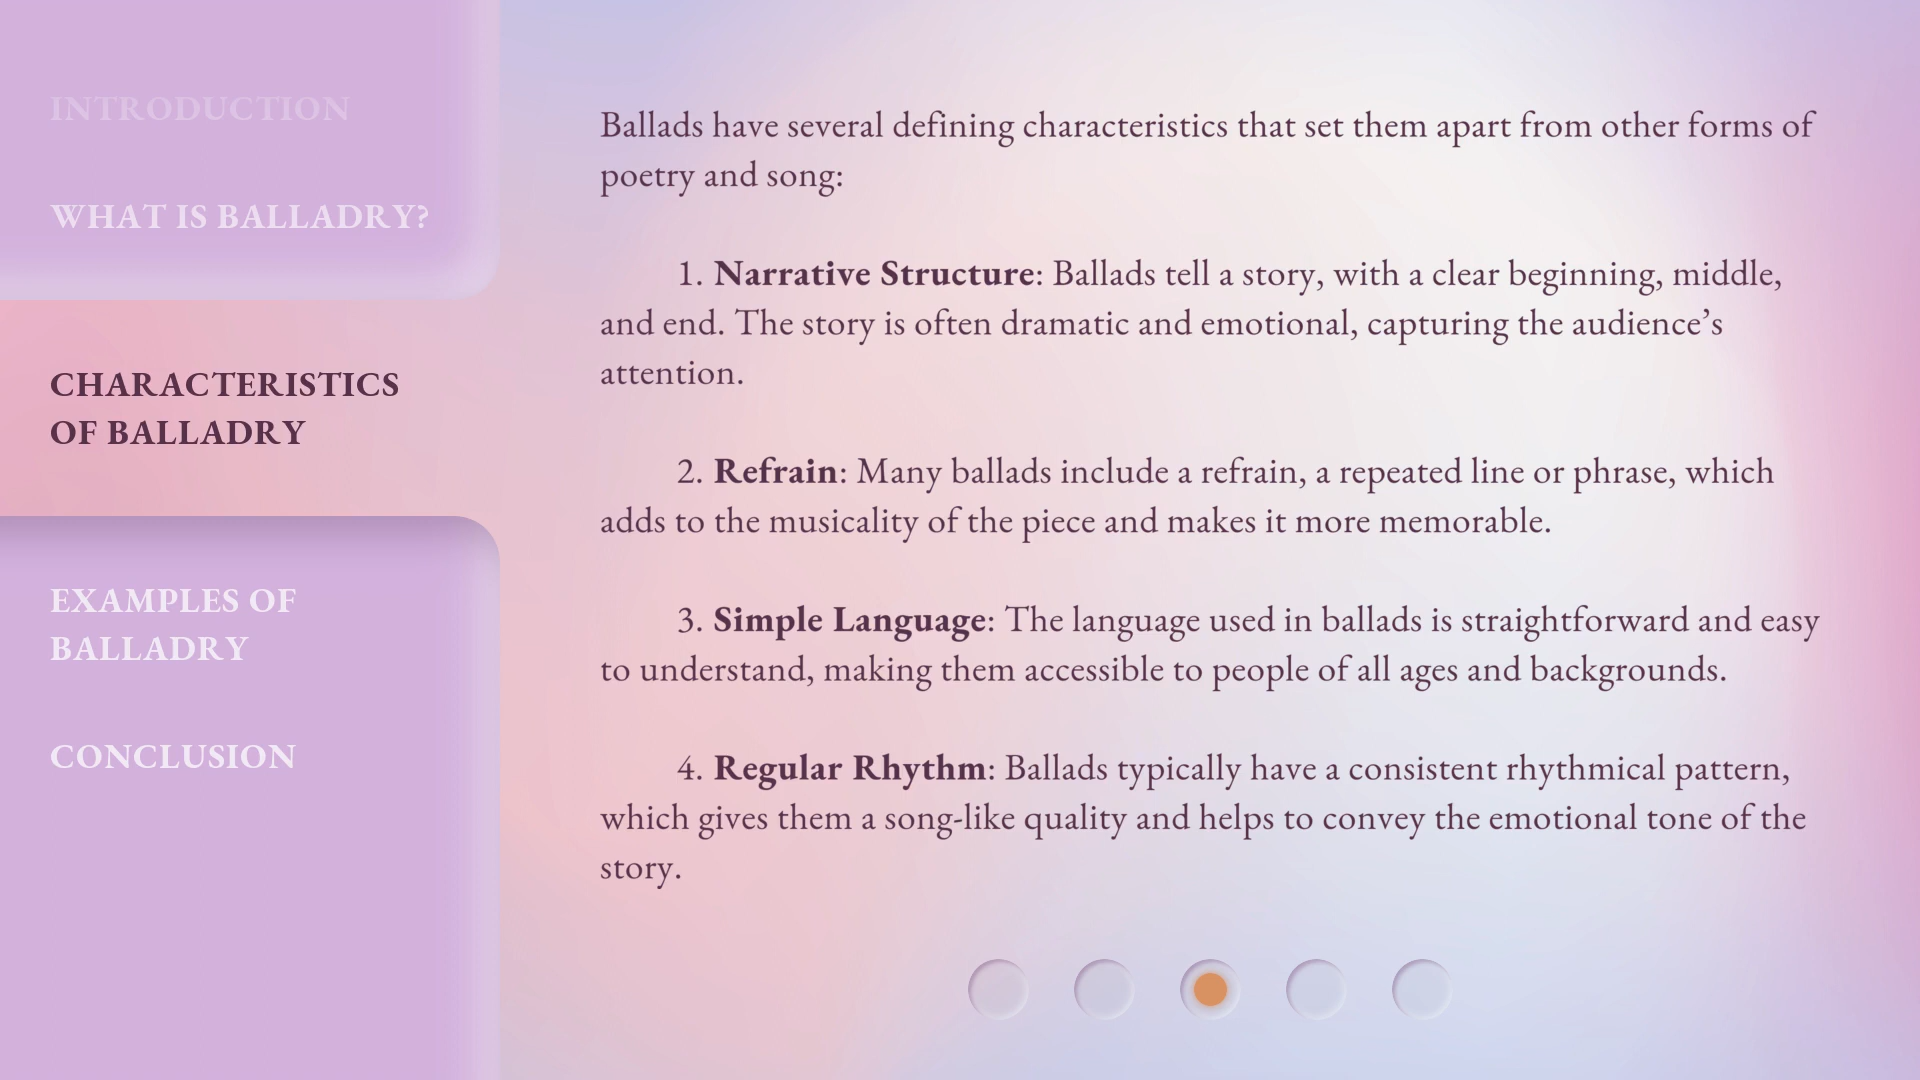 INTRODUCTION
WHAT IS BALLADRY?
CHARACTERISTICS
OF BALLADRY
EXAMPLES OF
BALLADRY
CONCLUSION
Ballads have several defining characteristics that set them apart from other forms of
poetry and song:
1. Narrative Structure: Ballads tell a story, with a clear beginning, middle,
and end. The story is often dramatic and emotional, capturing the audience’s
attention.
2. Refrain: Many ballads include a refrain, a repeated line or phrase, which
adds to the musicality of the piece and makes it more memorable.
3. Simple Language: The language used in ballads is straightforward and easy
to understand, making them accessible to people of all ages and backgrounds.
4. Regular Rhythm: Ballads typically have a consistent rhythmical pattern,
which gives them a song-like quality and helps to convey the emotional tone of the
story.